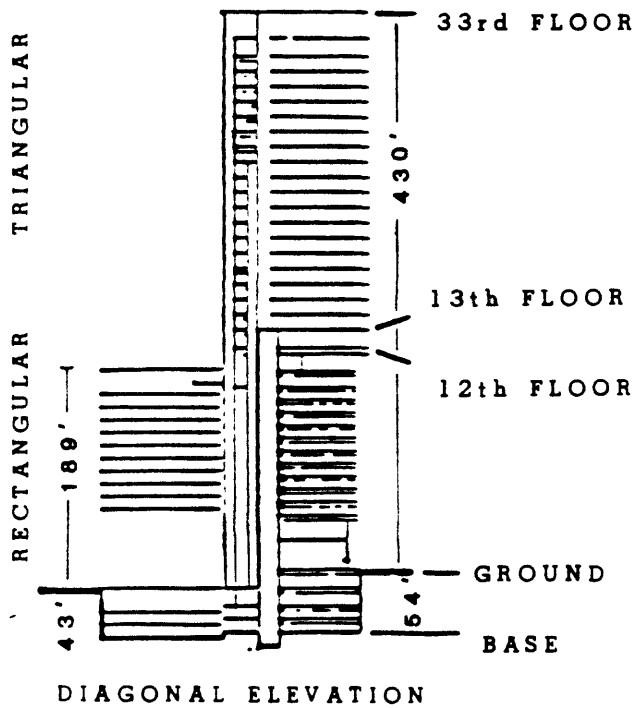 33rd FLOOR
TRIANGULAR
430'
13th FLOOR
12th FLOOR
RECTANGULAR
189'
GROUND
54'
43'
BASE
DIAGONAL ELEVATION